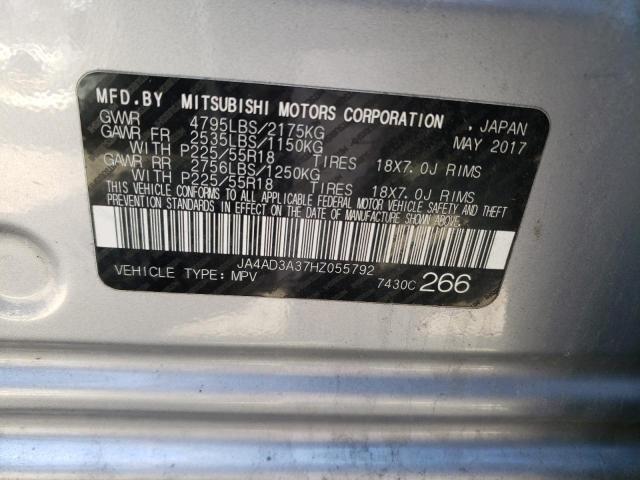 MFD.BY MITSUBISHI MOTORS CORPORATION . JAPAN
GVWR 4795LBS/2175KG MAY 2017
GAWR FR 2535LBS/1150KG
WITH P225/55R18 TIRES 18X7.0J RIMS
GAWR RR 2756LBS/1250KG
WITH P225/55R18 TIRES 18X7.0J RIMS
THIS VEHICLE CONFORMS TO ALL APPLICABLE FEDERAL MOTOR VEHICLE SAFETY AND THEFT
PREVENTION STANDARDS IN EFFECT ON THE DATE OF MANUFACTURE SHOWN ABOVE.
JA4AD3A37HZ055792
VEHICLE TYPE: MPV 7430C 266